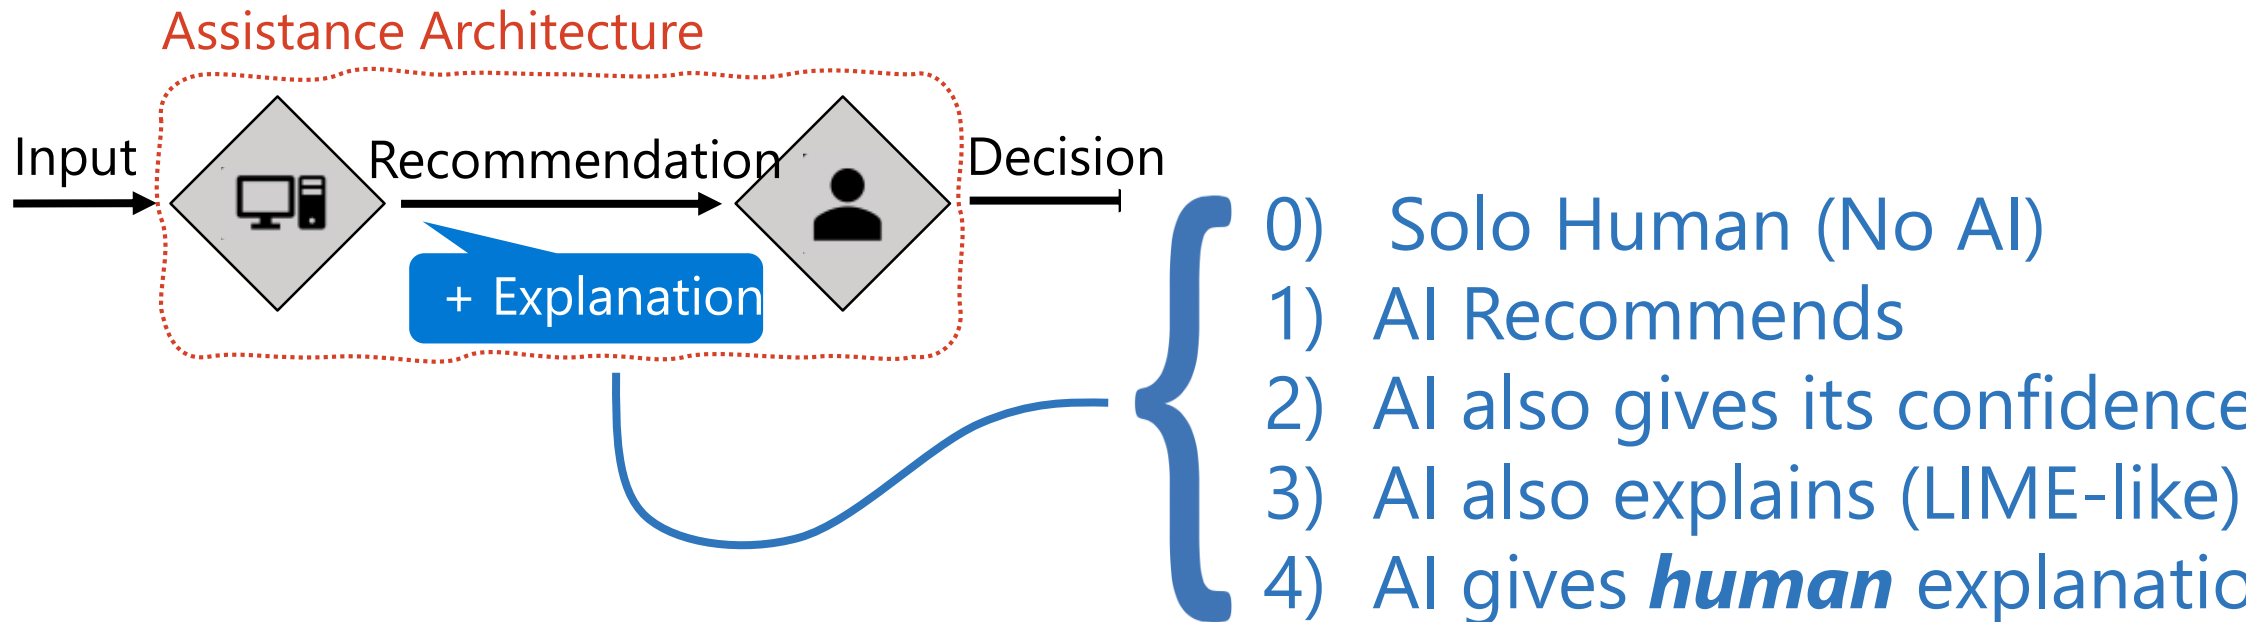 Assistance Architecture
Input
Recommendation
Decision
+ Explanation
0) Solo Human (No AI)
1) AI Recommends
2) AI also gives its confidence
3) AI also explains (LIME-like)
4) AI gives human explanatio